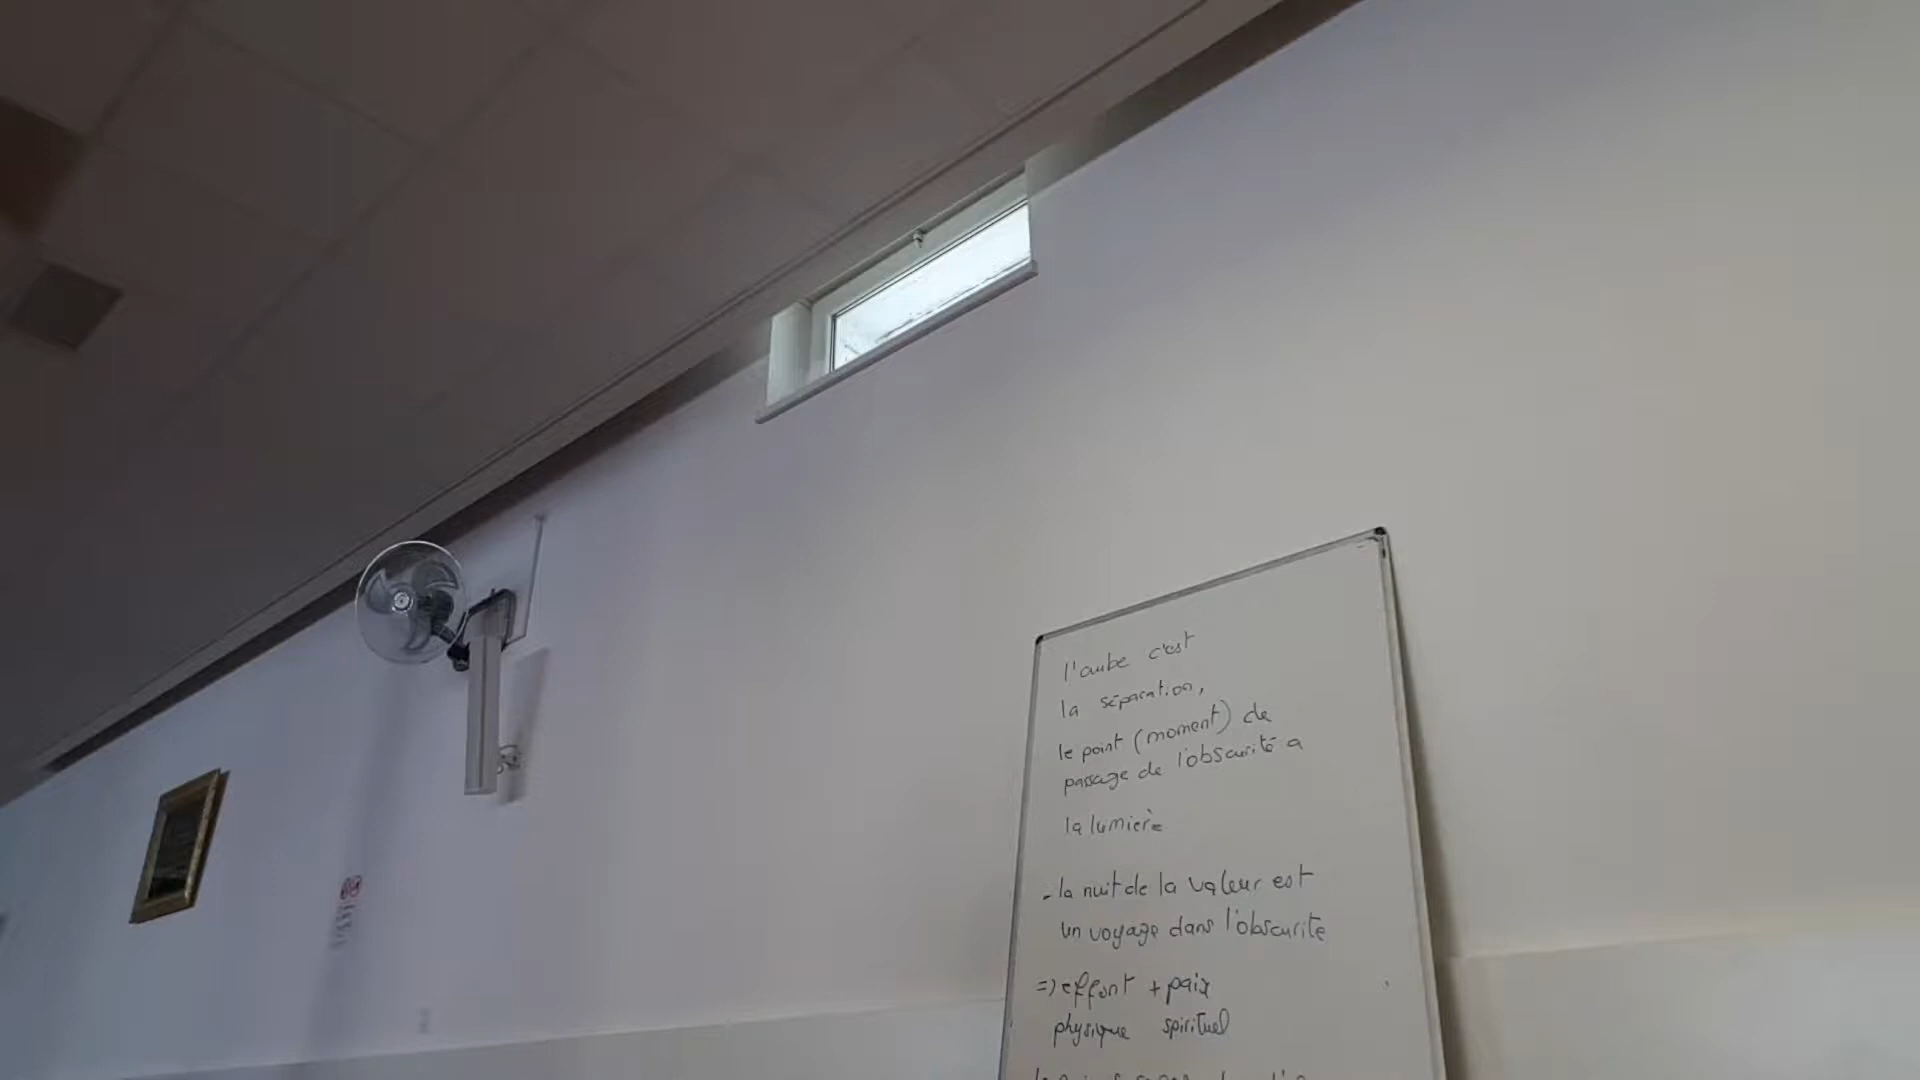 l'aube c'est
la séparation,
le point (moment) de
passage de l'obscurité a
la lumière
- la nuit de la valeur est
un voyage dans l'obscurite
=> effort + paix
physique spirituel